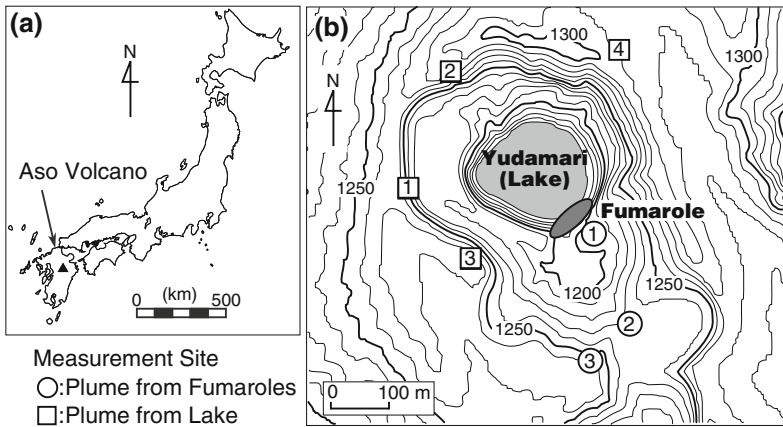 (a)
N
Aso Volcano
(km)
0 500
Measurement Site
:Plume from Fumaroles
:Plume from Lake
(b)
1300
4
1300
2
N
Yudamari
(Lake)
1250
1
Fumarole
1
3
1200
1250
1250
2
3
0 100 m